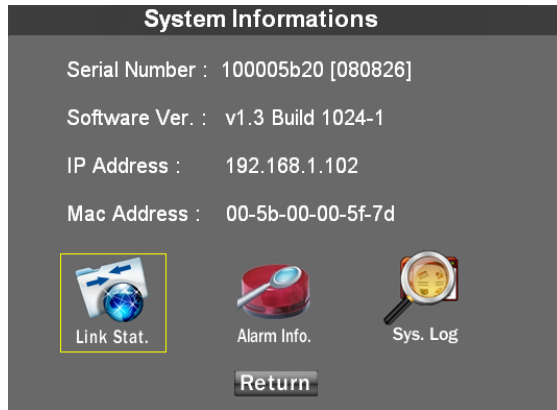 System Informations
Serial Number : 100005b20 [080826]
Software Ver. : v1.3 Build 1024-1
IP Address : 192.168.1.102
Mac Address : 00-5b-00-00-5f-7d
Link Stat. Alarm Info. Sys. Log
Return